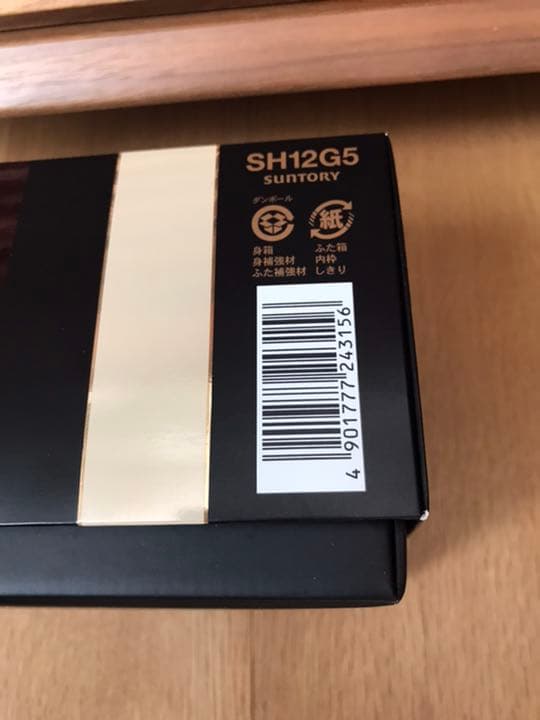 SH12G5
SUNTORY
ダンボール
紙
身箱 ふた箱
身補強材 内枠
ふた補強材 しきり
4 901777 243156